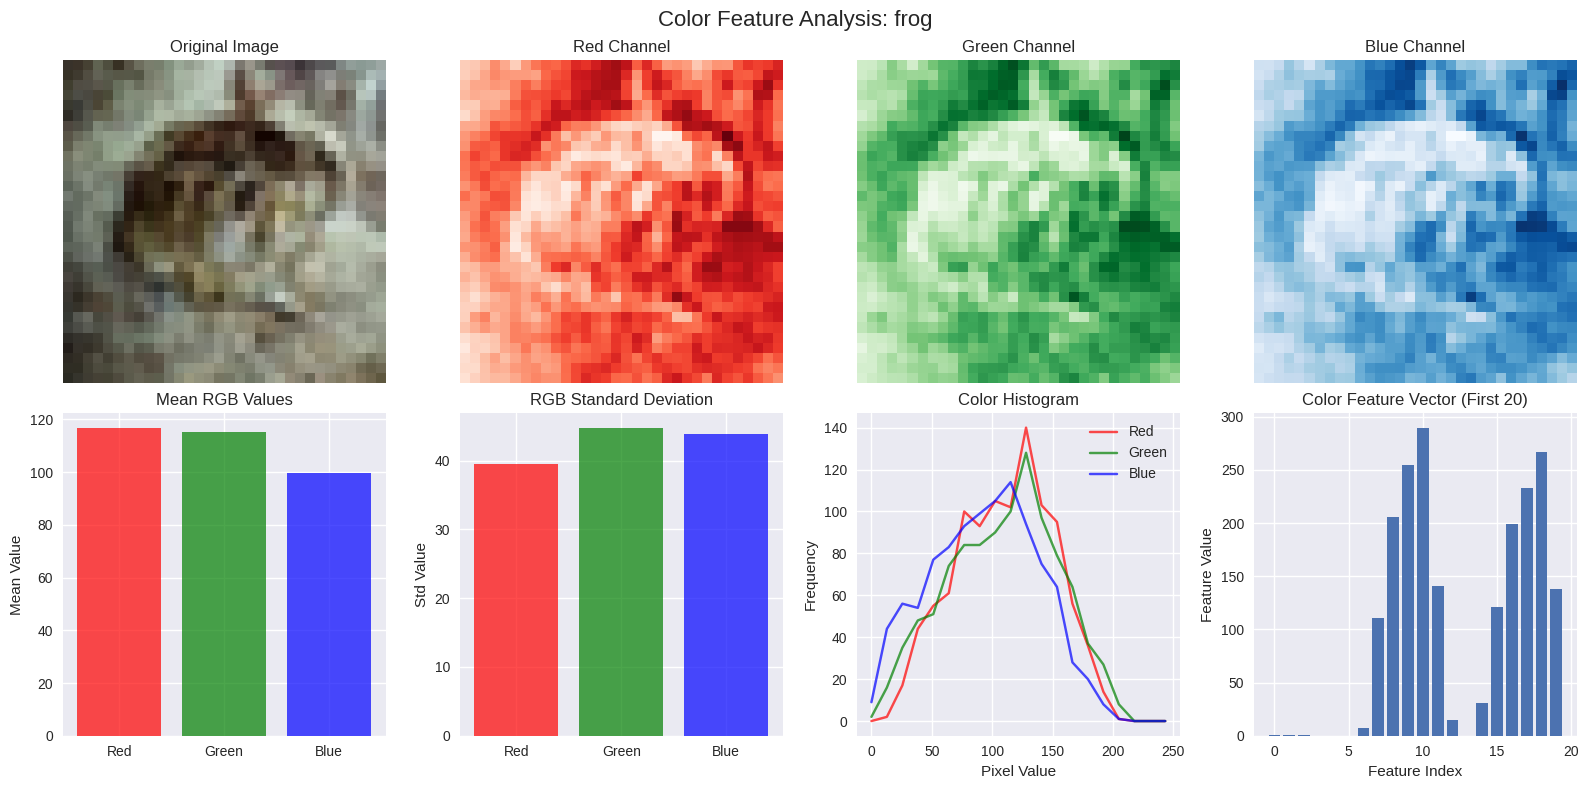 Color Feature Analysis: frog
Original Image
Red Channel
Green Channel
Blue Channel
Mean RGB Values
Mean Value
120
100
80
60
40
20
0
Red Green Blue
RGB Standard Deviation
Std Value
40
30
20
10
0
Red Green Blue
Color Histogram
Frequency
140
120
100
80
60
40
20
0
Red
Green
Blue
0 50 100 150 200 250
Pixel Value
Color Feature Vector (First 20)
Feature Value
300
250
200
150
100
50
0
0 5 10 15 20
Feature Index